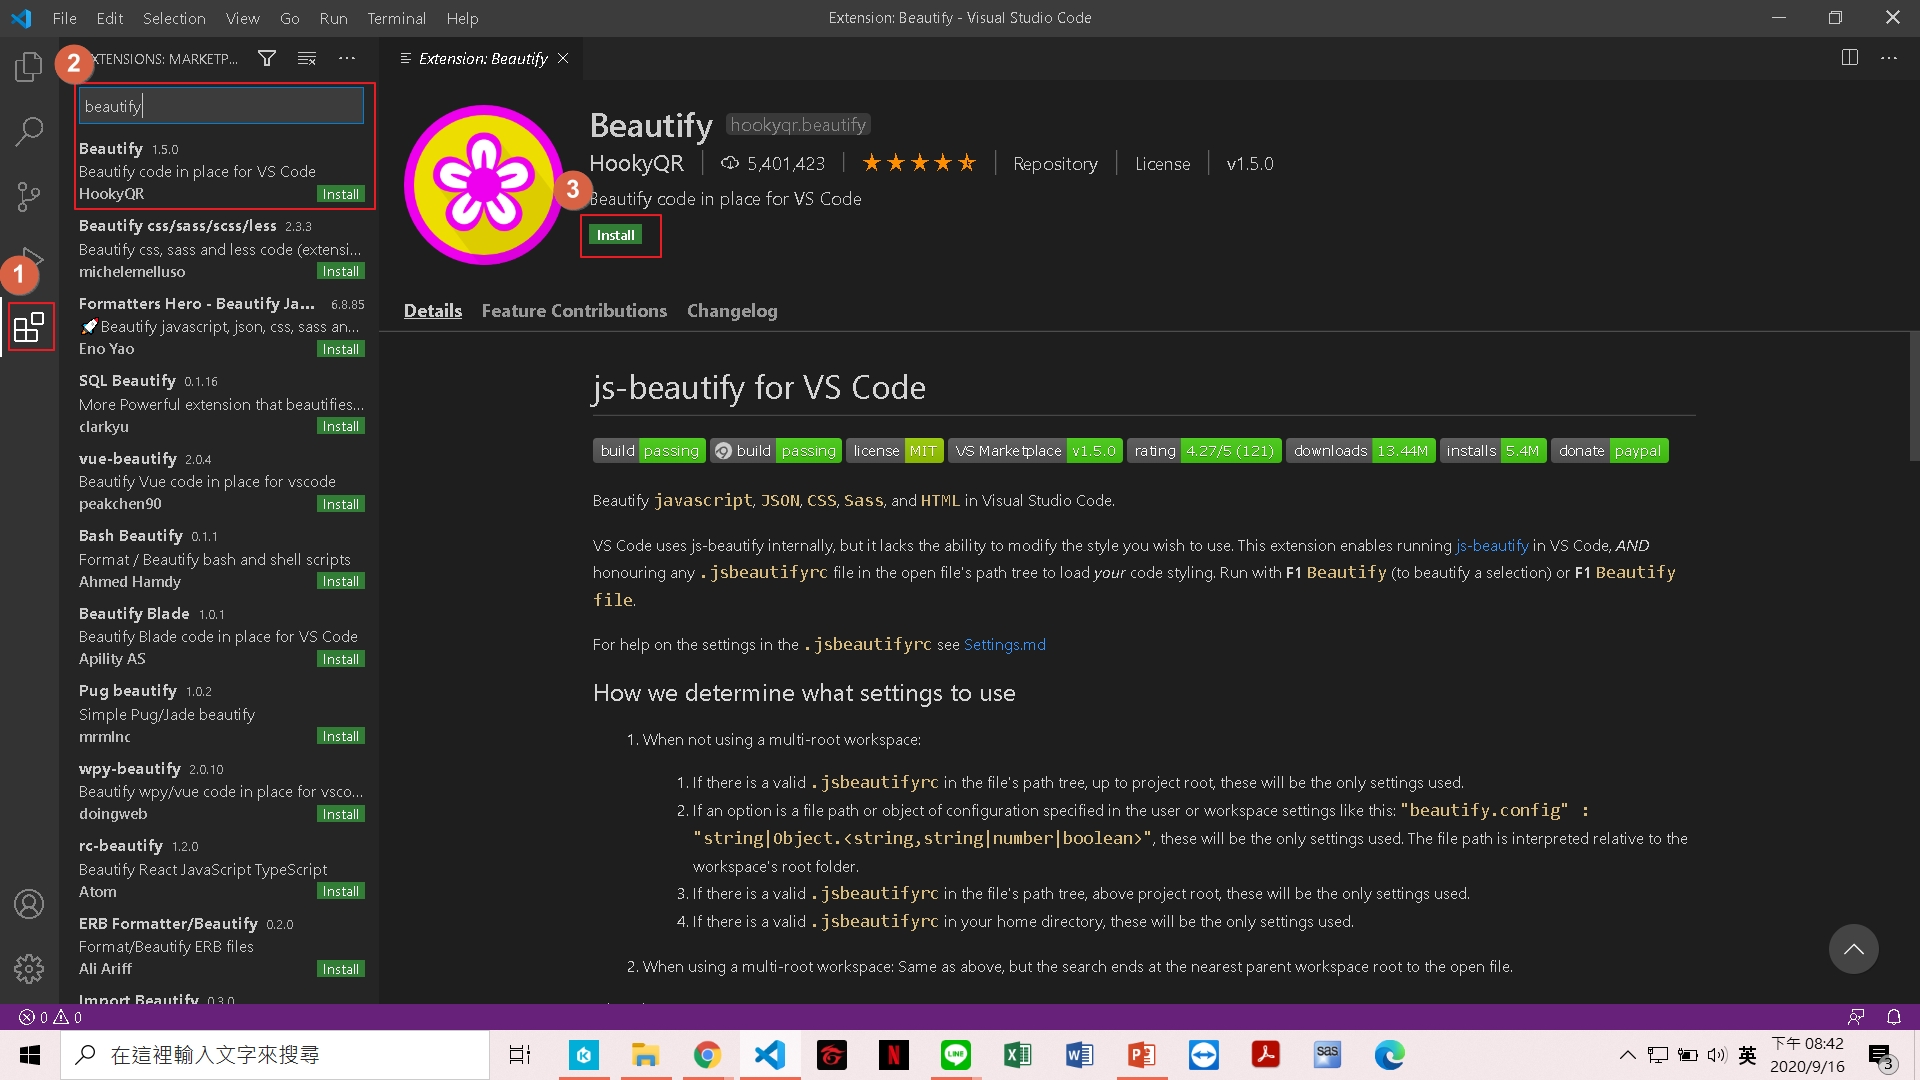 File Edit Selection View Go Run Terminal Help
Extension: Beautify - Visual Studio Code
2
XTENSIONS: MARKETP...
beautify
Beautify 1.5.0
Beautify code in place for VS Code
HookyQR Install
Beautify css/sass/scss/less 2.3.3
Beautify css, sass and less code (extensi...
michelemelluso Install
1
Formatters Hero - Beautify Ja... 6.8.85
🚀Beautify javascript, json, css, sass an...
Eno Yao Install
SQL Beautify 0.1.16
More Powerful extension that beautifies...
clarkyu Install
vue-beautify 2.0.4
Beautify Vue code in place for vscode
peakchen90 Install
Bash Beautify 0.1.1
Format / Beautify bash and shell scripts
Ahmed Hamdy Install
Beautify Blade 1.0.1
Beautify Blade code in place for VS Code
Apility AS Install
Pug beautify 1.0.2
Simple Pug/Jade beautify
mrmlnc Install
wpy-beautify 2.0.10
Beautify wpy/vue code in place for vsco...
doingweb Install
rc-beautify 1.2.0
Beautify React JavaScript TypeScript
Atom Install
ERB Formatter/Beautify 0.2.0
Format/Beautify ERB files
Ali Ariff Install
Import Beautify 0.3.0
Extension: Beautify
Beautify hookyqr.beautify
HookyQR 5,401,423 Repository License v1.5.0
3
Beautify code in place for VS Code
Install
Details Feature Contributions Changelog
js-beautify for VS Code
build passing build passing license MIT VS Marketplace v1.5.0 rating 4.27/5 (121) downloads 13.44M installs 5.4M donate paypal
Beautify javascript, JSON, CSS, Sass, and HTML in Visual Studio Code.
VS Code uses js-beautify internally, but it lacks the ability to modify the style you wish to use. This extension enables running js-beautify in VS Code, AND
honouring any .jsbeautifyrc file in the open file's path tree to load your code styling. Run with F1 Beautify (to beautify a selection) or F1 Beautify
file.
For help on the settings in the .jsbeautifyrc see Settings.md
How we determine what settings to use
1. When not using a multi-root workspace:
1. If there is a valid .jsbeautifyrc in the file's path tree, up to project root, these will be the only settings used.
2. If an option is a file path or object of configuration specified in the user or workspace settings like this: "beautify.config" :
"string|Object.<string,string|number|boolean>", these will be the only settings used. The file path is interpreted relative to the
workspace's root folder.
3. If there is a valid .jsbeautifyrc in the file's path tree, above project root, these will be the only settings used.
4. If there is a valid .jsbeautifyrc in your home directory, these will be the only settings used.
2. When using a multi-root workspace: Same as above, but the search ends at the nearest parent workspace root to the open file.
0 0
在這裡輸入文字來搜尋
LINE
sas
英
下午 08:42
2020/9/16
3